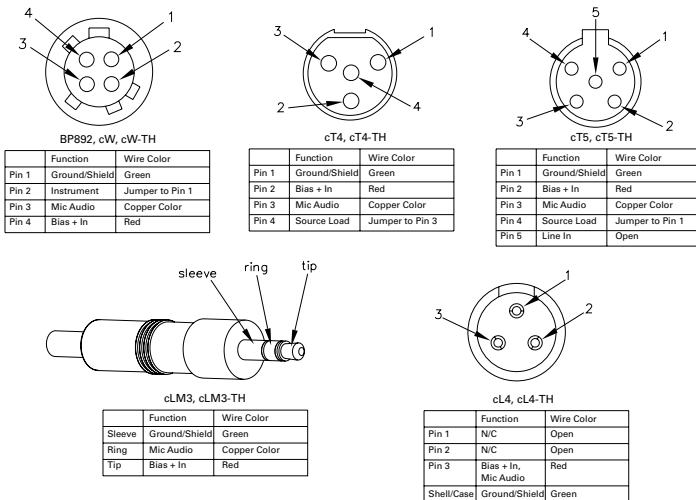 4 1
3 2
BP892, cW, cW-TH
Function Wire Color
Pin 1 Ground/Shield Green
Pin 2 Instrument Jumper to Pin 1
Pin 3 Mic Audio Copper Color
Pin 4 Bias + In Red
3 1
2 4
cT4, cT4-TH
Function Wire Color
Pin 1 Ground/Shield Green
Pin 2 Bias + In Red
Pin 3 Mic Audio Copper Color
Pin 4 Source Load Jumper to Pin 3
5
4 1
3 2
cT5, cT5-TH
Function Wire Color
Pin 1 Ground/Shield Green
Pin 2 Bias + In Red
Pin 3 Mic Audio Copper Color
Pin 4 Source Load Jumper to Pin 1
Pin 5 Line In Open
sleeve ring tip
cLM3, cLM3-TH
Function Wire Color
Sleeve Ground/Shield Green
Ring Mic Audio Copper Color
Tip Bias + In Red
1
3 2
cL4, cL4-TH
Function Wire Color
Pin 1 N/C Open
Pin 2 N/C Open
Pin 3 Bias + In, Red
Mic Audio
Shell/Case Ground/Shield Green